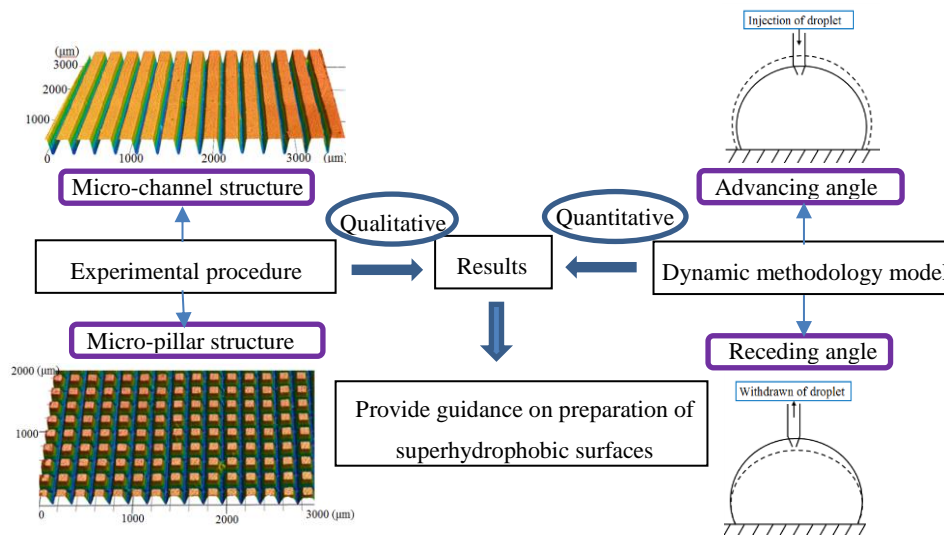 (μm)
3000
2000
1000
0
1000
2000
3000
(μm)
Micro-channel structure
Injection of droplet
Advancing angle
Qualitative
Quantitative
Experimental procedure
Results
Dynamic methodology model
Micro-pillar structure
Receding angle
2000 (μm)
1000
0
0
1000
2000
3000 (μm)
Provide guidance on preparation of
superhydrophobic surfaces
Withdrawn of droplet